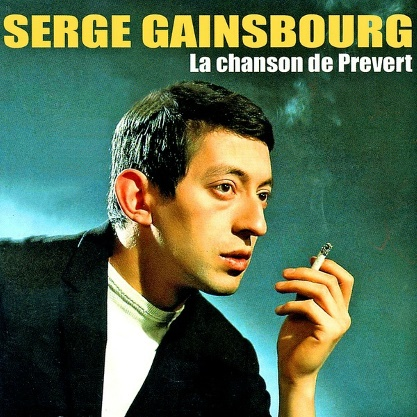 SERGE GAINSBOURG
La chanson de Prevert